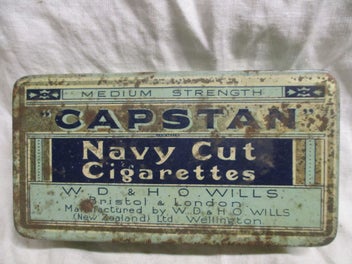 MEDIUM STRENGTH
"CAPSTAN"
Navy Cut
Cigarettes
W. D. & H. O. WILLS.
Bristol & London.
Manufactured by W. D. & H. O. WILLS
(New Zealand) Ltd. Wellington.